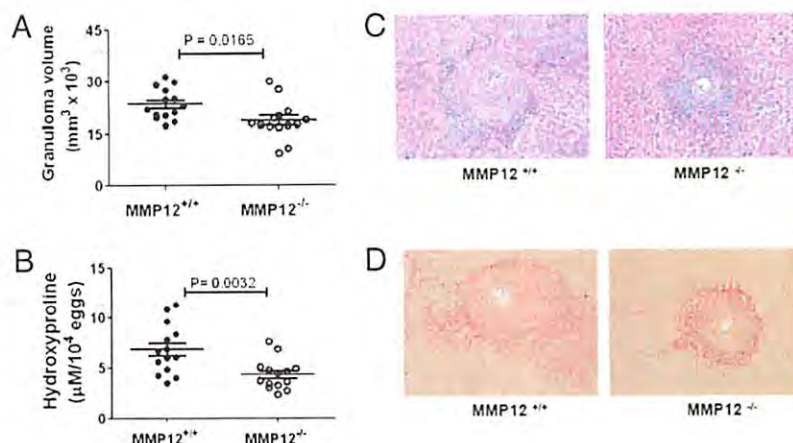 A
P = 0.0165
Granuloma volume
(mm³ x 10³)
45
30
15
0
MMP12⁺/⁺
MMP12⁻/⁻
B
P= 0.0032
Hydroxyproline
(µM/10⁴ eggs)
15
10
5
0
MMP12⁺/⁺
MMP12⁻/⁻
C
MMP12 ⁺/⁺
MMP12 ⁻/⁻
D
MMP12 ⁺/⁺
MMP12 ⁻/⁻